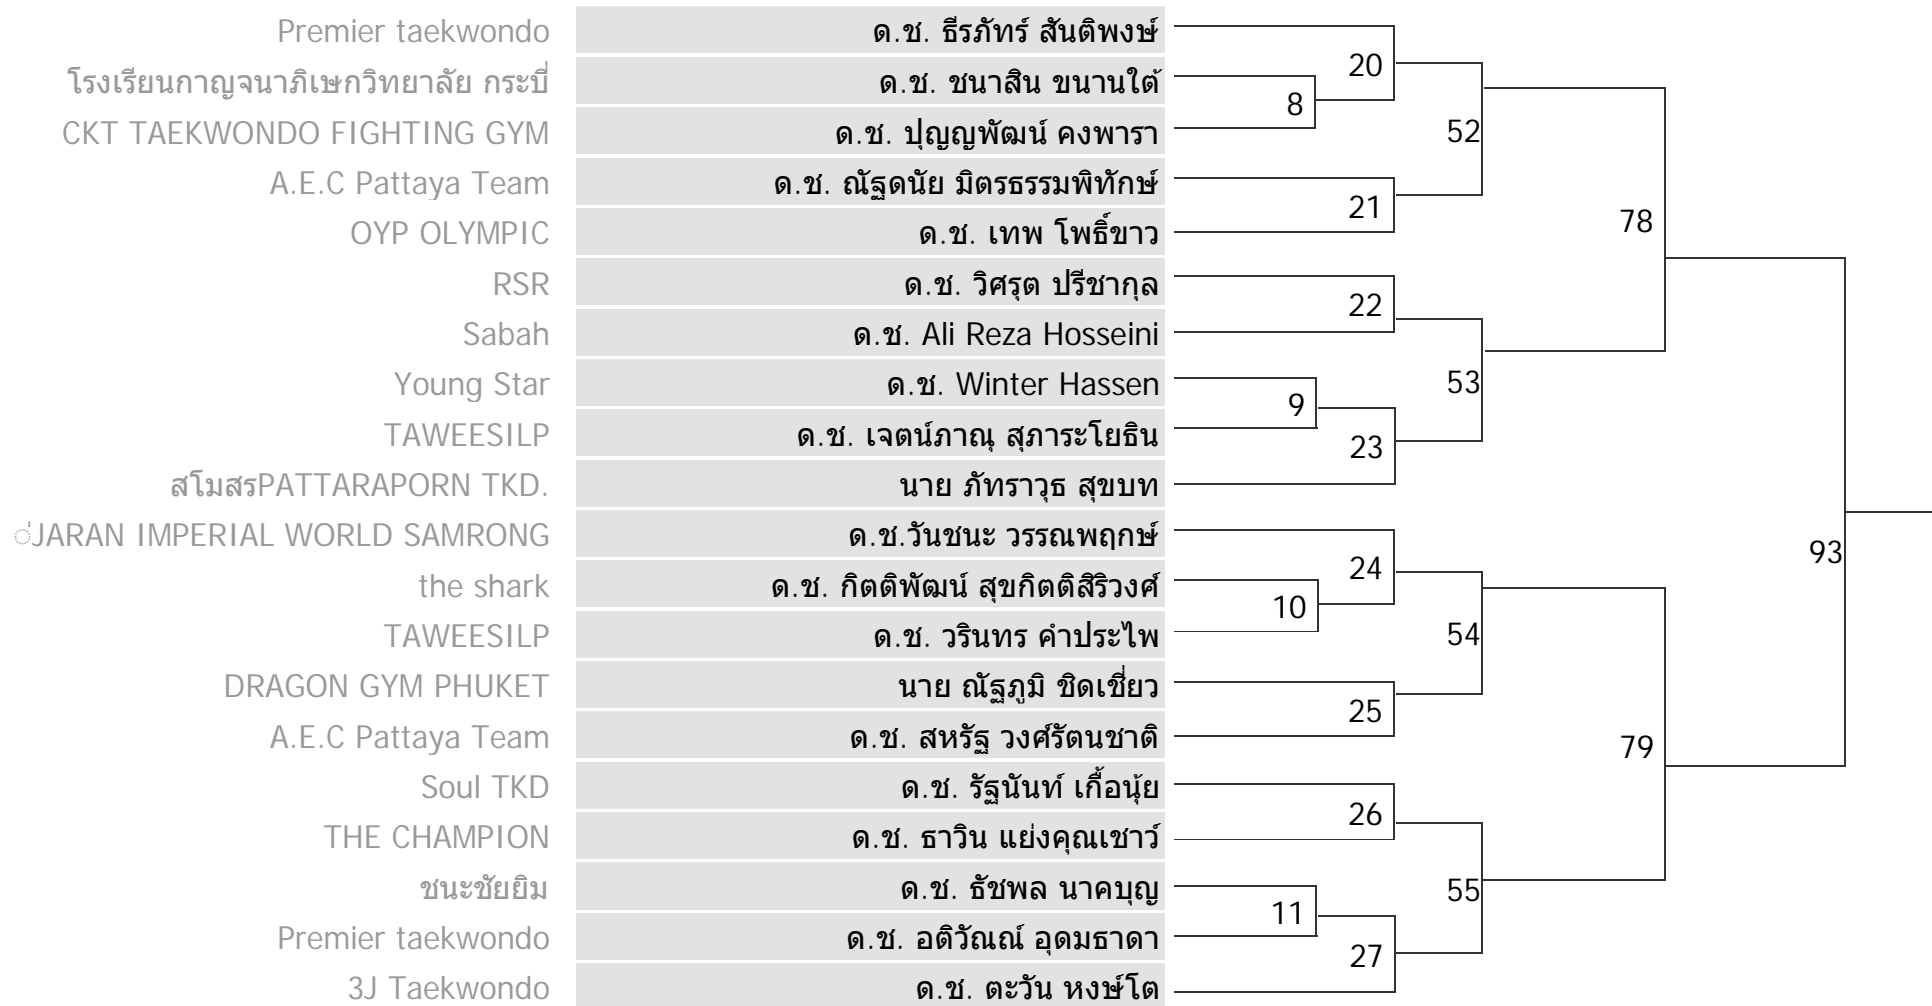 Premier taekwondo ด.ช. ธีรภัทร์ สันติพงษ์
โรงเรียนกาญจนาภิเษกวิทยาลัย กระบี่ ด.ช. ชนาสิน ขนานใต้
CKT TAEKWONDO FIGHTING GYM ด.ช. ปุญญพัฒน์ คงพารา
A.E.C Pattaya Team ด.ช. ณัฐดนัย มิตรธรรมพิทักษ์
OYP OLYMPIC ด.ช. เทพ โพธิ์ขาว
RSR ด.ช. วิศรุต ปรีชากุล
Sabah ด.ช. Ali Reza Hosseini
Young Star ด.ช. Winter Hassen
TAWEESILP ด.ช. เจตน์ภาณุ สุภาระโยธิน
สโมสรPATTARAPORN TKD. นาย ภัทราวุธ สุขบท
่JARAN IMPERIAL WORLD SAMRONG ด.ช.วันชนะ วรรณพฤกษ์
the shark ด.ช. กิตติพัฒน์ สุขกิตติสิริวงศ์
TAWEESILP ด.ช. วรินทร คำประไพ
DRAGON GYM PHUKET นาย ณัฐภูมิ ชิดเชี่ยว
A.E.C Pattaya Team ด.ช. สหรัฐ วงศ์รัตนชาติ
Soul TKD ด.ช. รัฐนันท์ เกื้อนุ้ย
THE CHAMPION ด.ช. ธาวิน แย่งคุณเชาว์
ชนะชัยยิม ด.ช. ธัชพล นาคบุญ
Premier taekwondo ด.ช. อติวัณณ์ อุดมธาดา
3J Taekwondo ด.ช. ตะวัน หงษ์โต
8
9
10
11
20
21
22
23
24
25
26
27
52
53
54
55
78
79
93